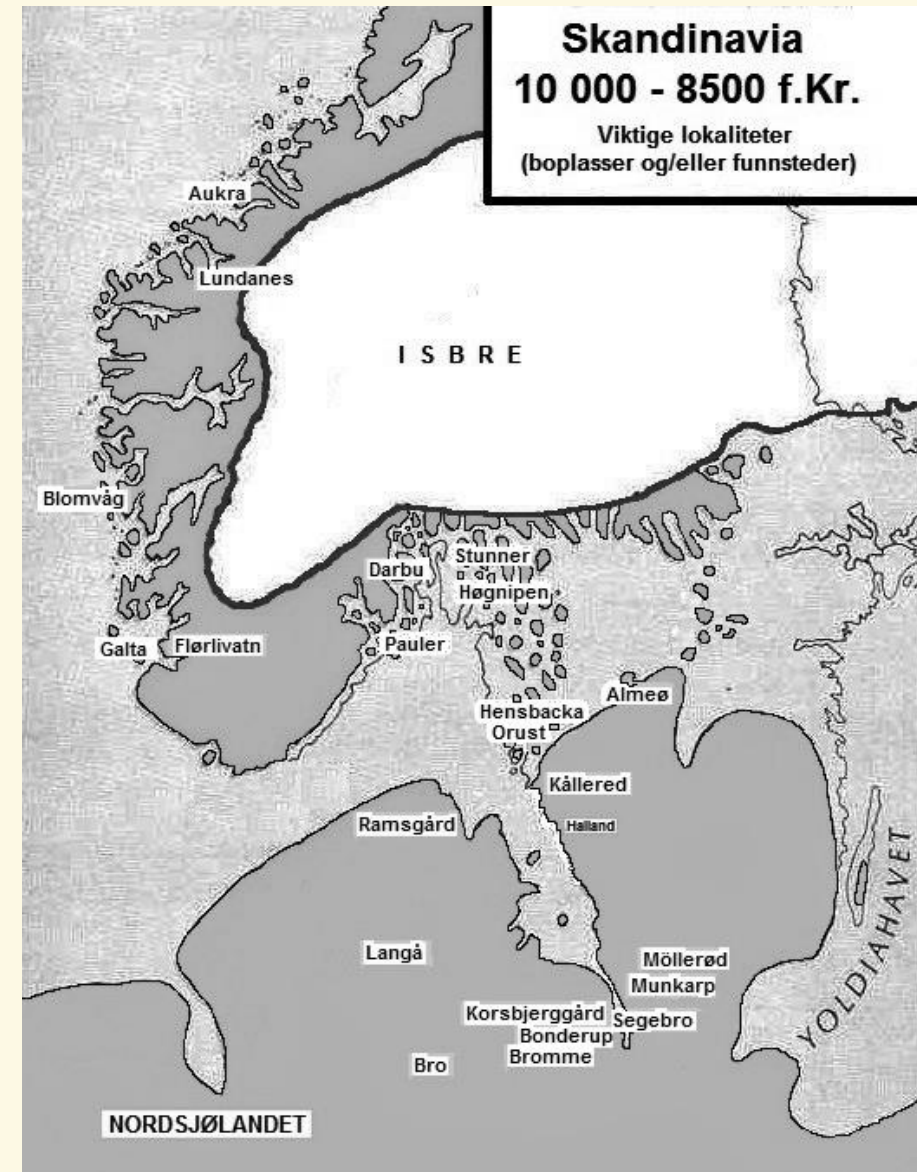 Skandinavia
10 000 - 8500 f.Kr.
Viktige lokaliteter
(boplasser og/eller funnsteder)
Aukra
Lundanes
ISBRE
Blomvåg
Darbu
Stunner
Høgnipen
Galta
Flørlivatn
Pauler
Almeø
Hensbacka
Orust
Kållered
Ramsgård
Halland
Langå
Möllerød
Munkarp
YOLDIAHAVET
Korsbjerggård
Segebro
Bonderup
Bromme
Bro
NORDSJØLANDET